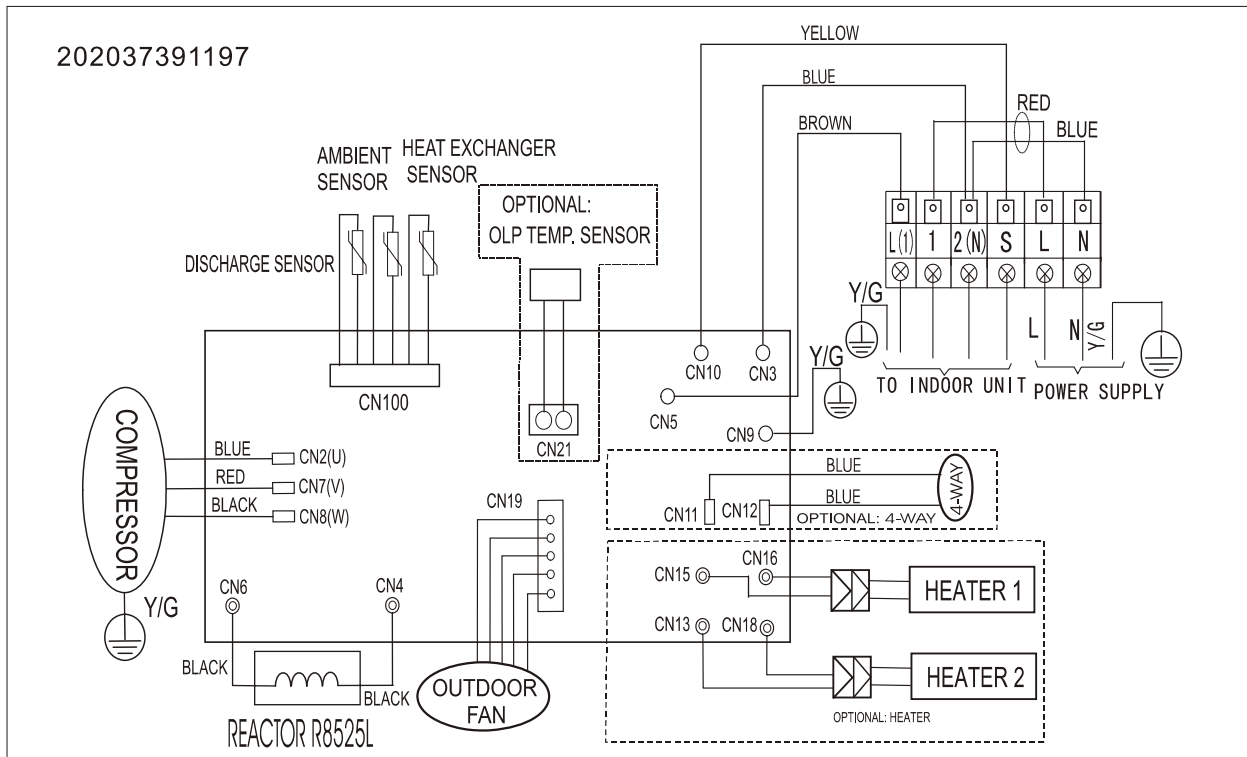 202037391197
YELLOW
BLUE
RED
BROWN
BLUE
AMBIENT
SENSOR
HEAT EXCHANGER
SENSOR
OPTIONAL:
OLP TEMP. SENSOR
DISCHARGE SENSOR
L(1)
1
2(N)
S
L
N
Y/G
L
N
Y/G
TO INDOOR UNIT
POWER SUPPLY
CN10
CN3
Y/G
CN100
CN5
CN9
CN21
COMPRESSOR
BLUE
CN2(U)
RED
CN7(V)
BLACK
CN8(W)
Y/G
BLUE
BLUE
CN11
CN12
OPTIONAL: 4-WAY
4-WAY
CN19
CN6
CN4
CN15
CN16
HEATER 1
CN13
CN18
HEATER 2
OPTIONAL: HEATER
BLACK
BLACK
REACTOR R8525L
OUTDOOR
FAN